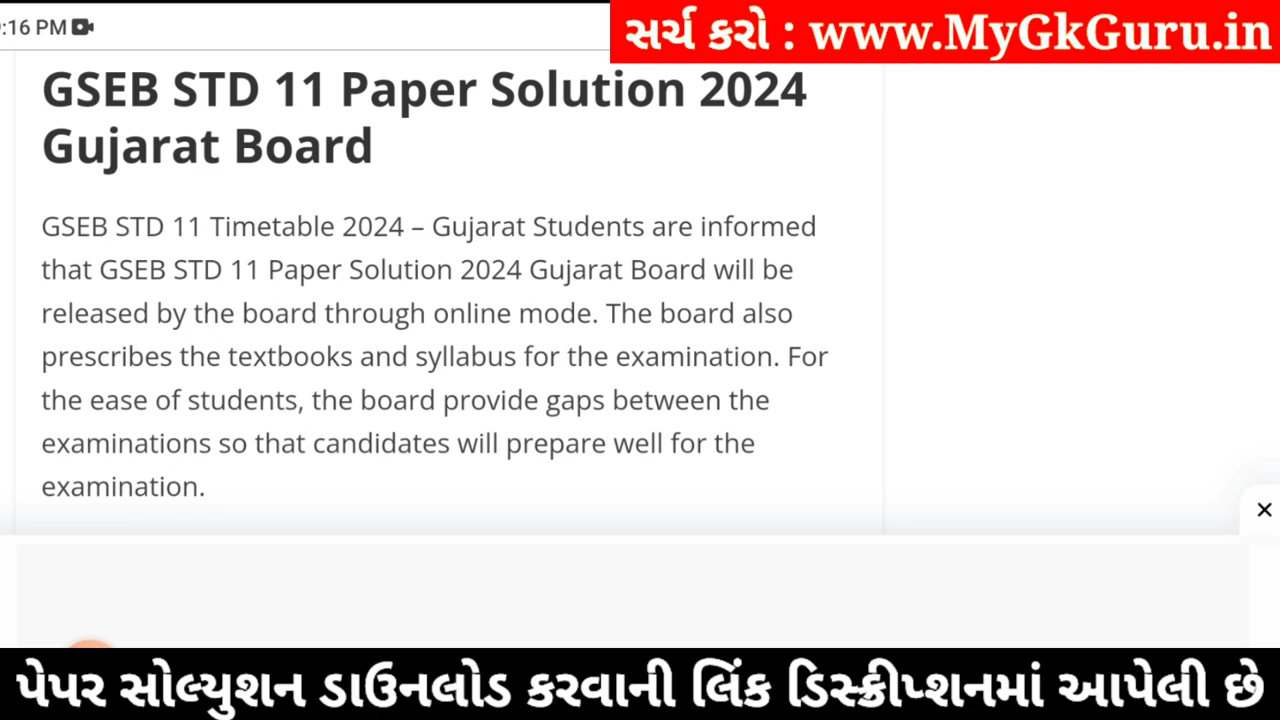 :16 PM
સર્ચ કરો : www.MyGkGuru.in
GSEB STD 11 Paper Solution 2024
Gujarat Board
GSEB STD 11 Timetable 2024 – Gujarat Students are informed
that GSEB STD 11 Paper Solution 2024 Gujarat Board will be
released by the board through online mode. The board also
prescribes the textbooks and syllabus for the examination. For
the ease of students, the board provide gaps between the
examinations so that candidates will prepare well for the
examination.
પેપર સોલ્યુશન ડાઉનલોડ કરવાની લિંક ડિસ્ક્રીપ્શનમાં આપેલી છે